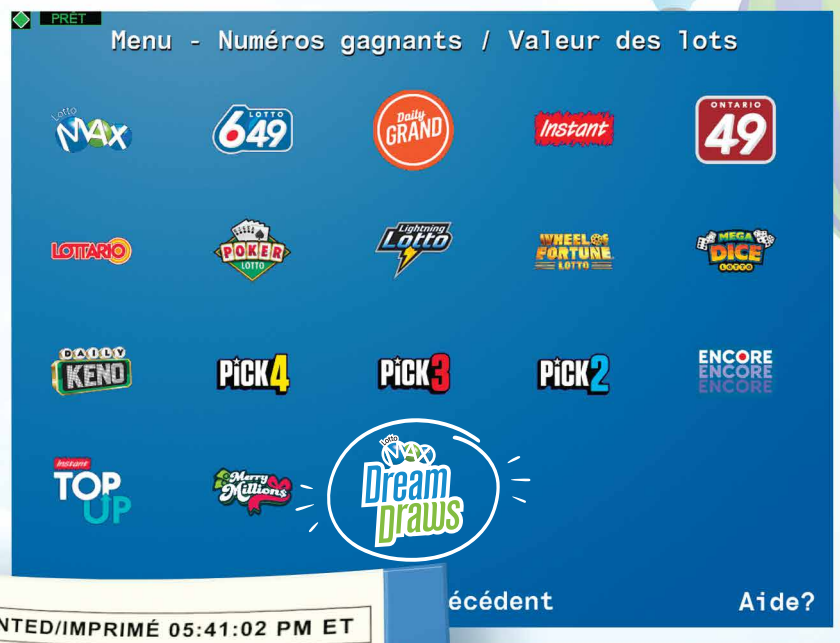 PRÊT
Menu - Numéros gagnants / Valeur des lots
Lotto MAX
LOTTO 6/49
Daily GRAND
Instant
ONTARIO 49
LOTTARIO
POKER LOTTO
Lightning Lotto
WHEEL OF FORTUNE LOTTO
MEGA DICE LOTTO
DAILY KENO
PiCK4
PiCK3
PiCK2
ENCORE
ENCORE
ENCORE
Instant
TOP
UP
Merry Millions
Lotto MAX
Dream
Draws
écédent
Aide?
NTED/IMPRIMÉ 05:41:02 PM ET